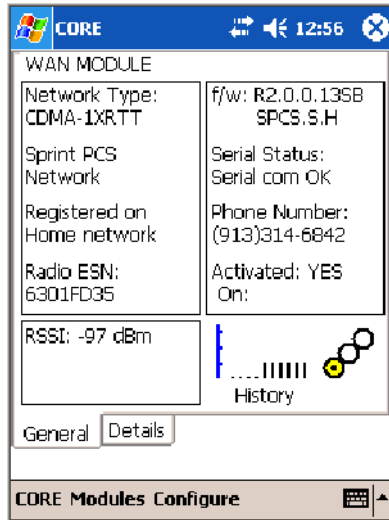 CORE 12:56
WAN MODULE
Network Type:
CDMA-1XRTT
Sprint PCS
Network
Registered on
Home network
Radio ESN:
6301FD35
f/w: R2.0.0.13SB
SPCS.S.H
Serial Status:
Serial com OK
Phone Number:
(913)314-6842
Activated: YES
On:
RSSI: -97 dBm
History
General Details
CORE Modules Configure